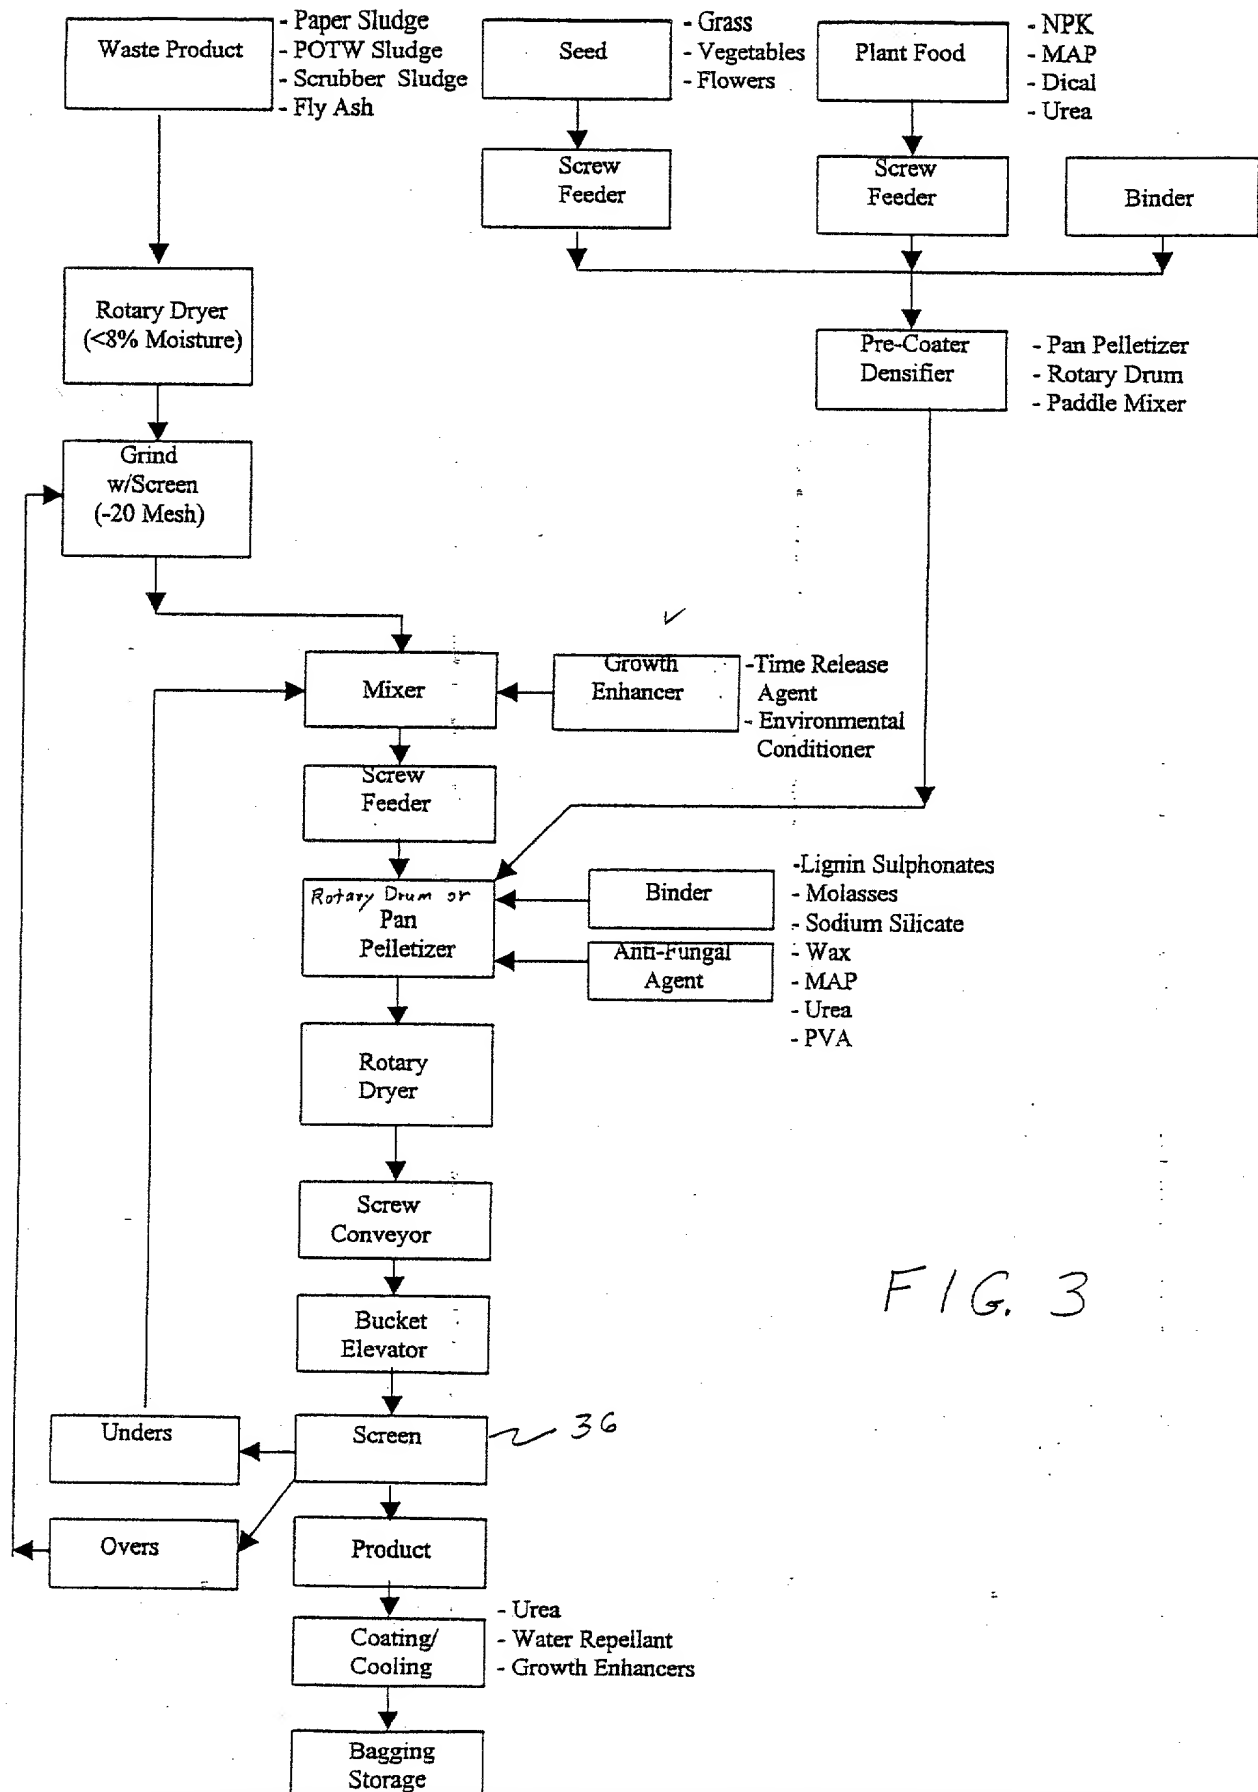 Waste Product
- Paper Sludge
- POTW Sludge
- Scrubber Sludge
- Fly Ash
Seed
- Grass
- Vegetables
- Flowers
Plant Food
- NPK
- MAP
- Dical
- Urea
Screw
Feeder
Screw
Feeder
Binder
Rotary Dryer
(<8% Moisture)
Pre-Coater
Densifier
- Pan Pelletizer
- Rotary Drum
- Paddle Mixer
Grind
w/Screen
(-20 Mesh)
Mixer
Growth
Enhancer
-Time Release
Agent
- Environmental
Conditioner
Screw
Feeder
Rotary Drum or
Pan
Pelletizer
Binder
-Lignin Sulphonates
- Molasses
- Sodium Silicate
- Wax
- MAP
- Urea
- PVA
Anti-Fungal
Agent
Rotary
Dryer
Screw
Conveyor
Bucket
Elevator
FIG. 3
Unders
Screen
36
Overs
Product
Coating/
Cooling
- Urea
- Water Repellant
- Growth Enhancers
Bagging
Storage